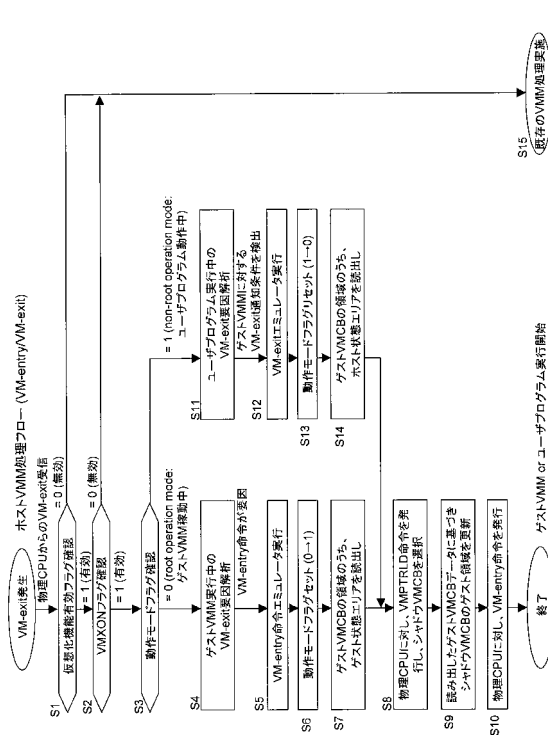 ホストVMM処理フロー (VM-entry/VM-exit)
VM-exit発生
物理CPUからのVM-exit受信
S1
仮想化機能有効フラグ確認
= 0 (無効)
= 1 (有効)
S2
VMXONフラグ確認
= 0 (無効)
= 1 (有効)
S3
動作モードフラグ確認
= 0 (root operation mode:
ゲストVMM稼動中)
= 1 (non-root operation mode:
ユーザプログラム動作中)
S4
ゲストVMM実行中の
VM-exit要因解析
VM-entry命令が要因
S5
VM-entry命令エミュレータ実行
S6
動作モードフラグセット (0→1)
S7
ゲストVMCBの領域のうち、
ゲスト状態エリアを読出し
S11
ユーザプログラム実行中の
VM-exit要因解析
ゲストVMMに対する
VM-exit通知条件を検出
S12
VM-exitエミュレータ実行
S13
動作モードフラグリセット (1→0)
S14
ゲストVMCBの領域のうち、
ホスト状態エリアを読出し
S8
物理CPUに対し、VMPTRLD命令を発
行し、シャドウVMCBを選択
S9
読み出したゲストVMCBデータに基づき
シャドウVMCBのゲスト領域を更新
S10
物理CPUに対し、VM-entry命令を発行
終了
ゲストVMM or ユーザプログラム実行開始
S15
既存のVMM処理実施